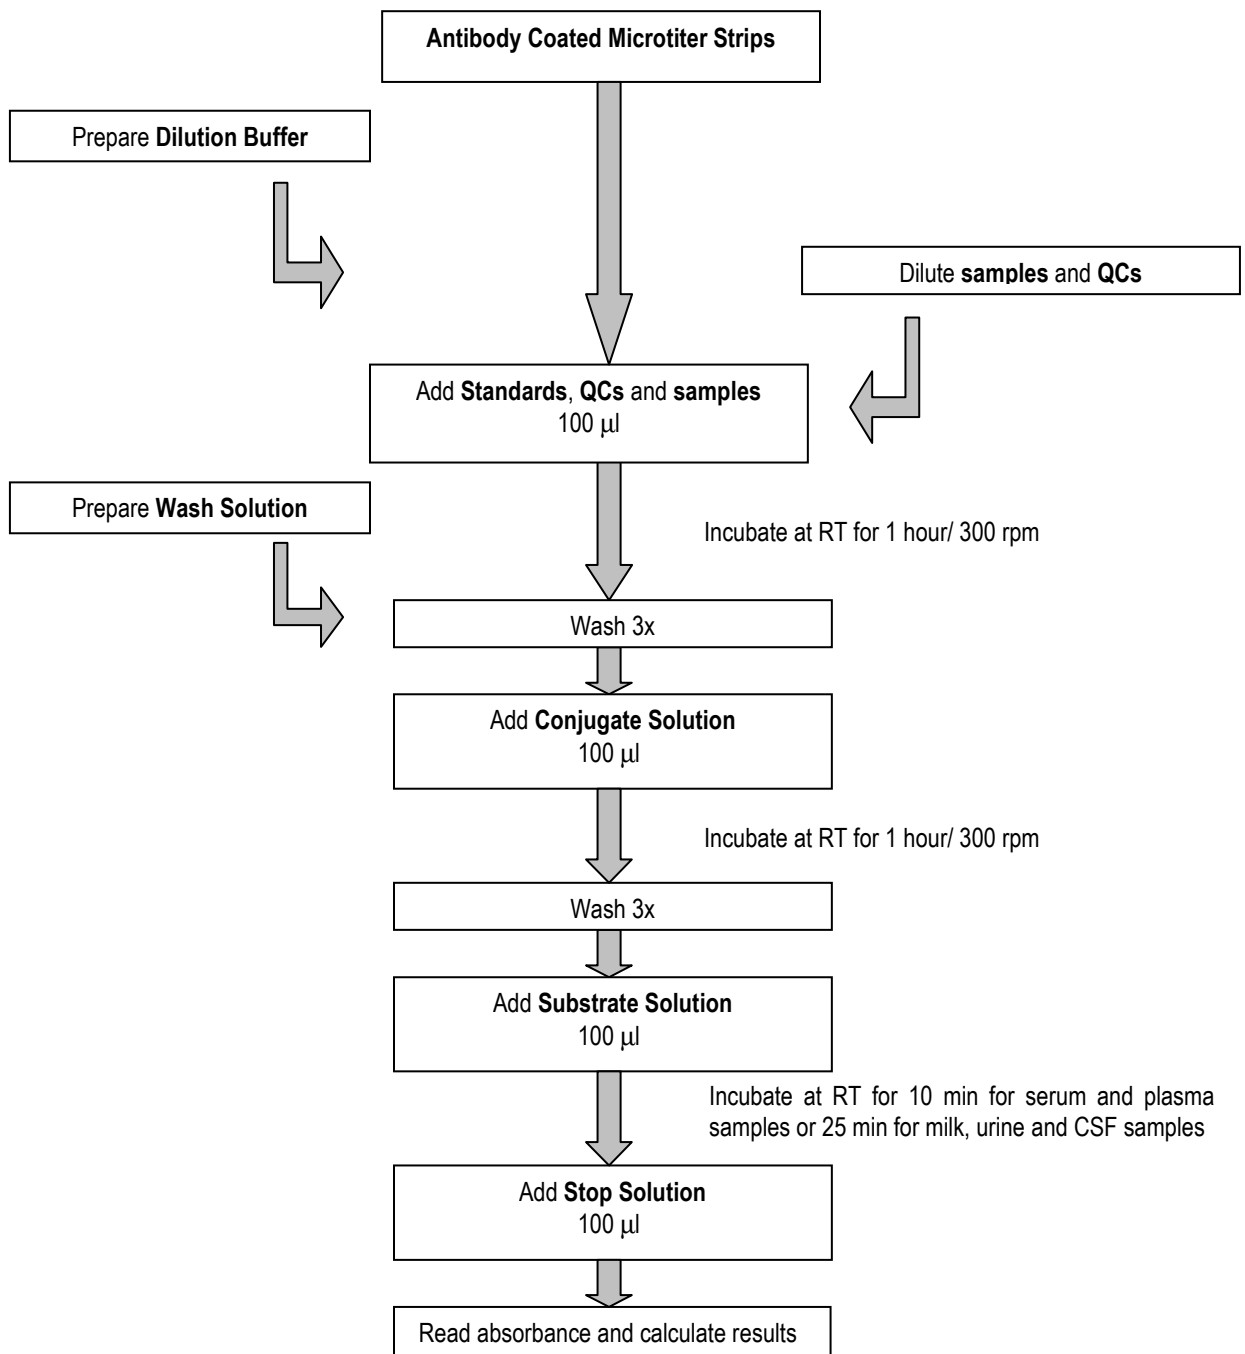 Antibody Coated Microtiter Strips
Prepare Dilution Buffer
Dilute samples and QCs
Add Standards, QCs and samples
100 μl
Prepare Wash Solution
Incubate at RT for 1 hour/ 300 rpm
Wash 3x
Add Conjugate Solution
100 μl
Incubate at RT for 1 hour/ 300 rpm
Wash 3x
Add Substrate Solution
100 μl
Incubate at RT for 10 min for serum and plasma
samples or 25 min for milk, urine and CSF samples
Add Stop Solution
100 μl
Read absorbance and calculate results